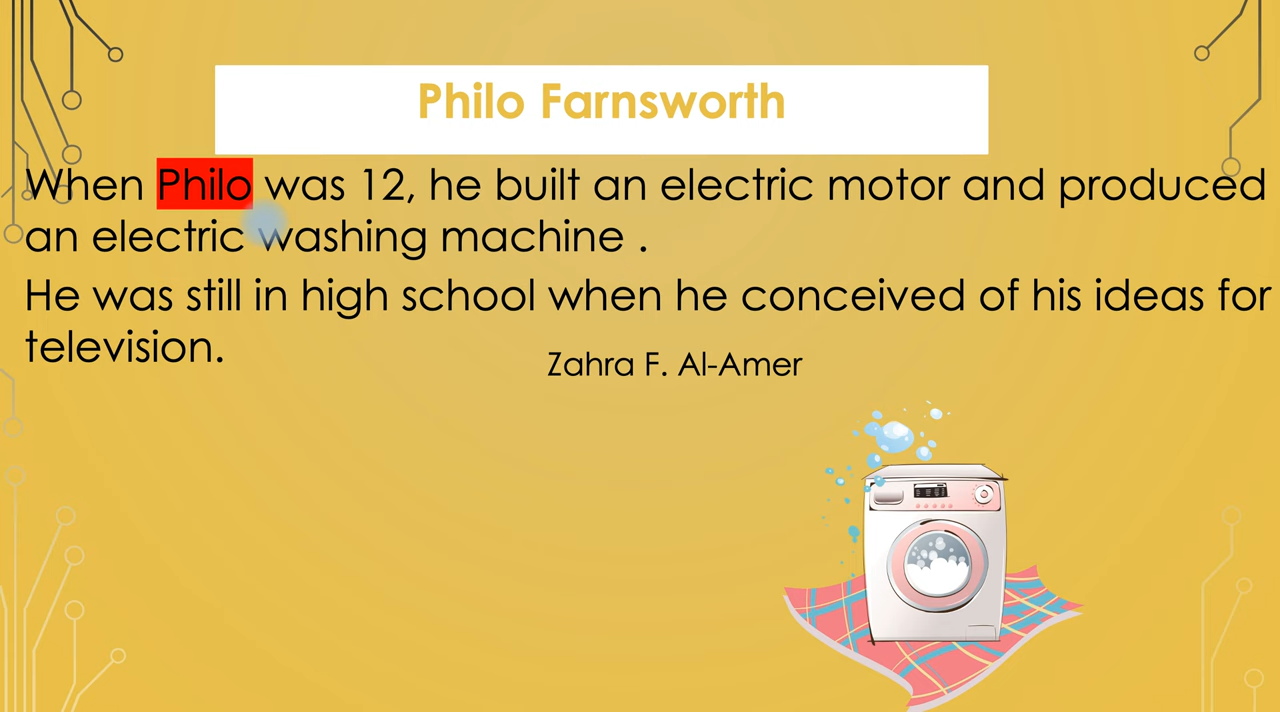 Philo Farnsworth
When Philo was 12, he built an electric motor and produced
an electric washing machine .
He was still in high school when he conceived of his ideas for
television.
Zahra F. Al-Amer